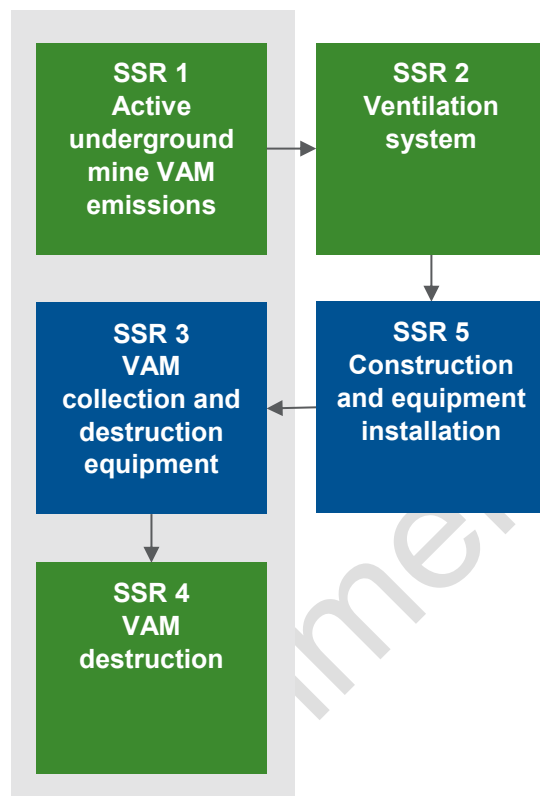 SSR 1
Active
underground
mine VAM
emissions
SSR 2
Ventilation
system
SSR 5
Construction
and equipment
installation
SSR 3
VAM
collection and
destruction
equipment
SSR 4
VAM
destruction